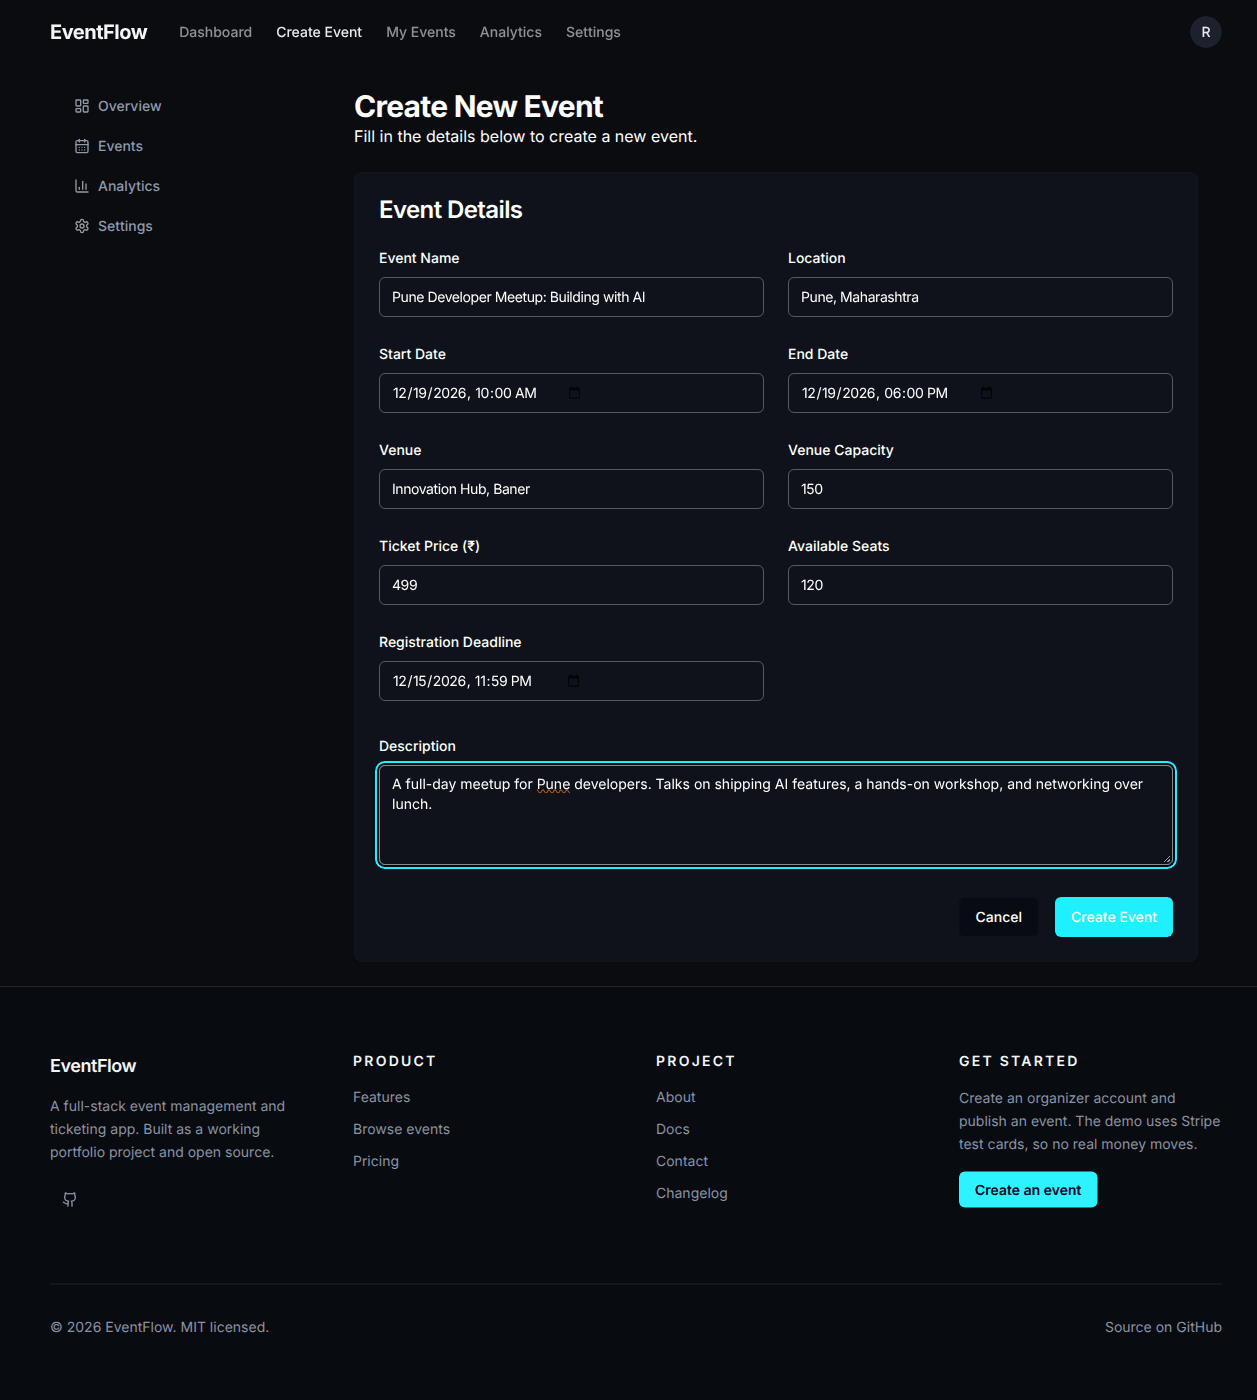 EventFlow Dashboard Create Event My Events Analytics Settings R
Overview
Events
Analytics
Settings
Create New Event
Fill in the details below to create a new event.
Event Details
Event Name
Pune Developer Meetup: Building with AI
Location
Pune, Maharashtra
Start Date
12/19/2026, 10:00 AM
End Date
12/19/2026, 06:00 PM
Venue
Innovation Hub, Baner
Venue Capacity
150
Ticket Price (₹)
499
Available Seats
120
Registration Deadline
12/15/2026, 11:59 PM
Description
A full-day meetup for Pune developers. Talks on shipping AI features, a hands-on workshop, and networking over
lunch.
Cancel
Create Event
EventFlow
A full-stack event management and
ticketing app. Built as a working
portfolio project and open source.
PRODUCT
Features
Browse events
Pricing
PROJECT
About
Docs
Contact
Changelog
GET STARTED
Create an organizer account and
publish an event. The demo uses Stripe
test cards, so no real money moves.
Create an event
© 2026 EventFlow. MIT licensed.
Source on GitHub